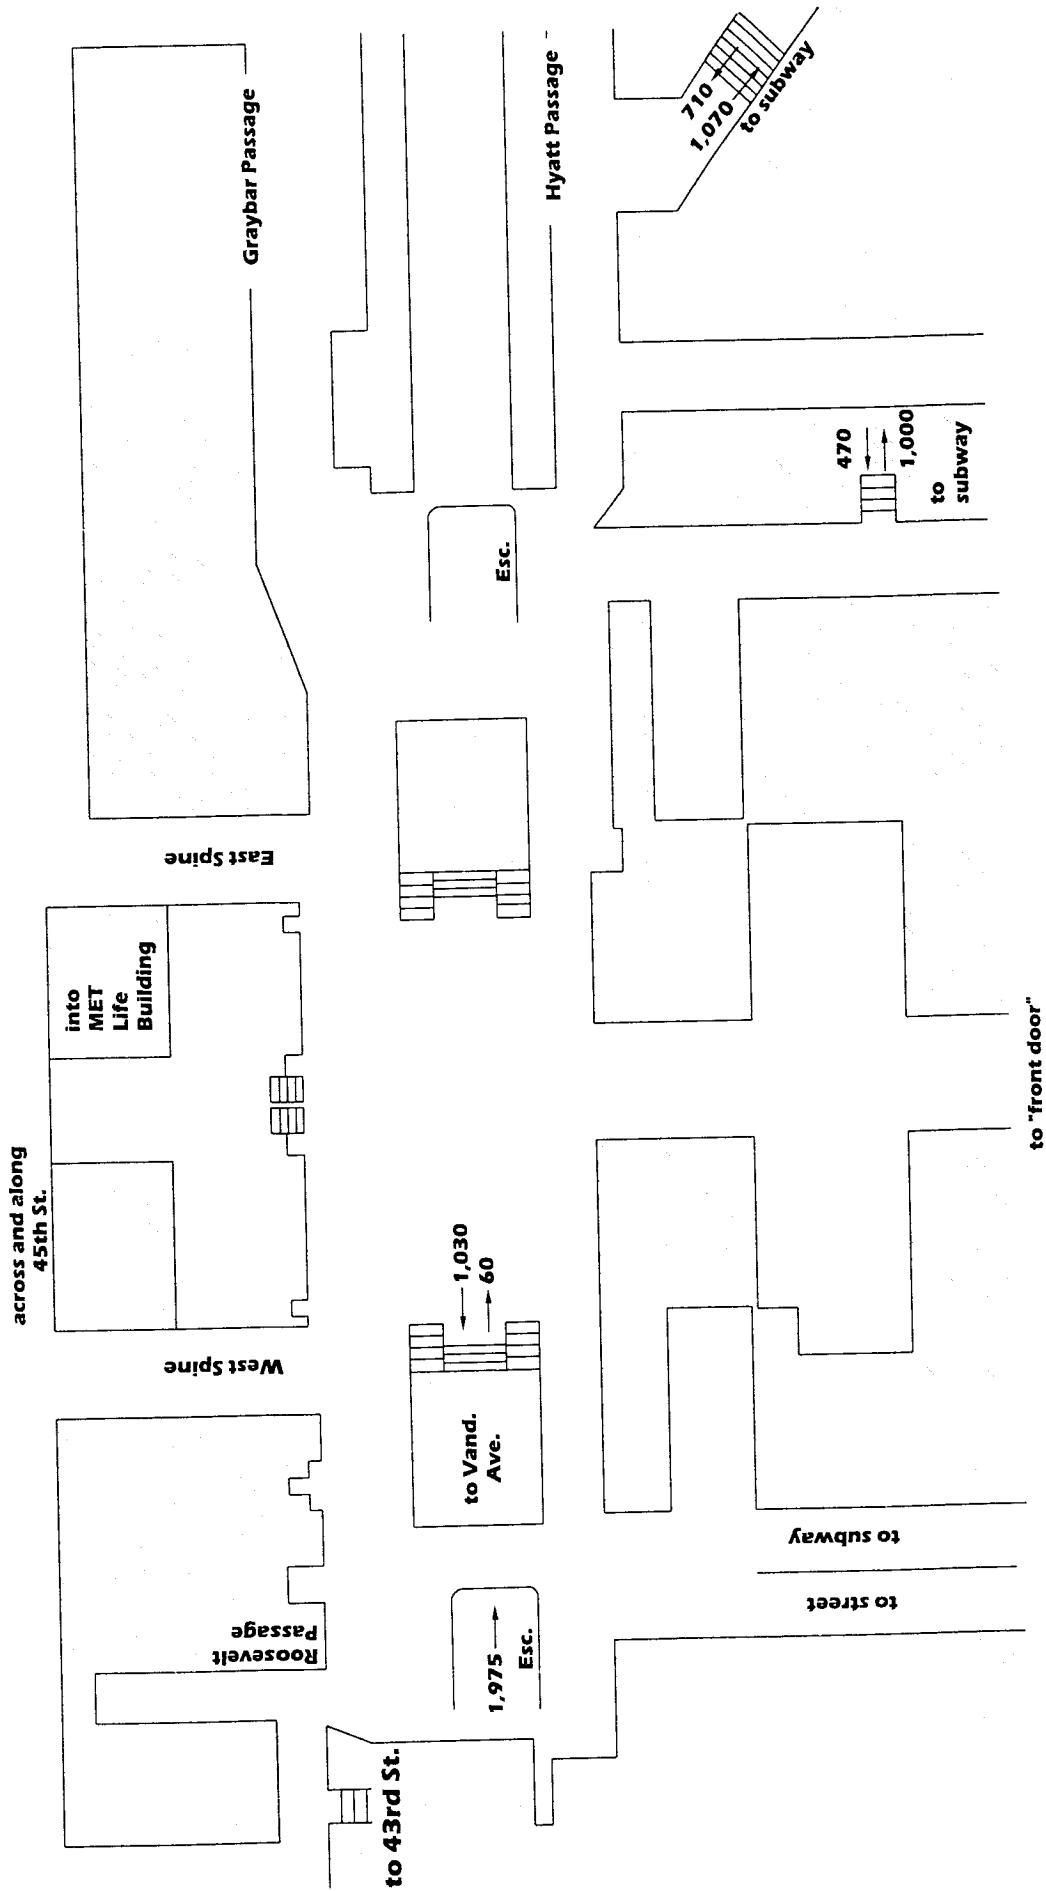 across and along
45th St.
into
MET
Life
Building
Graybar Passage
East Spine
West Spine
Roosevelt
Passage
to 43rd St.
1,975
Esc.
to Vand.
Ave.
1,030
60
Esc.
Hyatt Passage
710
1,070
to subway
470
1,000
to
subway
to subway
to street
to "front door"